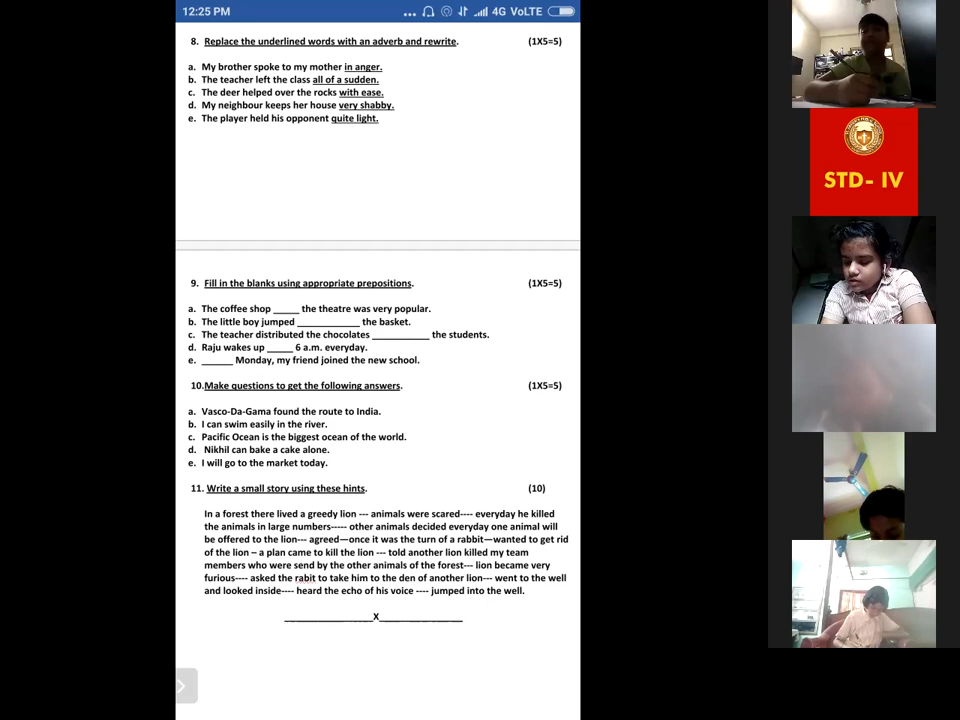 12:25 PM
4G VoLTE
8. Replace the underlined words with an adverb and rewrite. (1X5=5)
a. My brother spoke to my mother in anger.
b. The teacher left the class all of a sudden.
c. The deer helped over the rocks with ease.
d. My neighbour keeps her house very shabby.
e. The player held his opponent quite light.
9. Fill in the blanks using appropriate prepositions. (1X5=5)
a. The coffee shop _____ the theatre was very popular.
b. The little boy jumped ____________ the basket.
c. The teacher distributed the chocolates ___________ the students.
d. Raju wakes up _____ 6 a.m. everyday.
e. ______ Monday, my friend joined the new school.
10.Make questions to get the following answers. (1X5=5)
a. Vasco-Da-Gama found the route to India.
b. I can swim easily in the river.
c. Pacific Ocean is the biggest ocean of the world.
d. Nikhil can bake a cake alone.
e. I will go to the market today.
11. Write a small story using these hints. (10)
In a forest there lived a greedy lion --- animals were scared---- everyday he killed
the animals in large numbers----- other animals decided everyday one animal will
be offered to the lion--- agreed—once it was the turn of a rabbit—wanted to get rid
of the lion – a plan came to kill the lion --- told another lion killed my team
members who were send by the other animals of the forest--- lion became very
furious---- asked the rabit to take him to the den of another lion--- went to the well
and looked inside---- heard the echo of his voice ---- jumped into the well.
_________________X________________
STD- IV